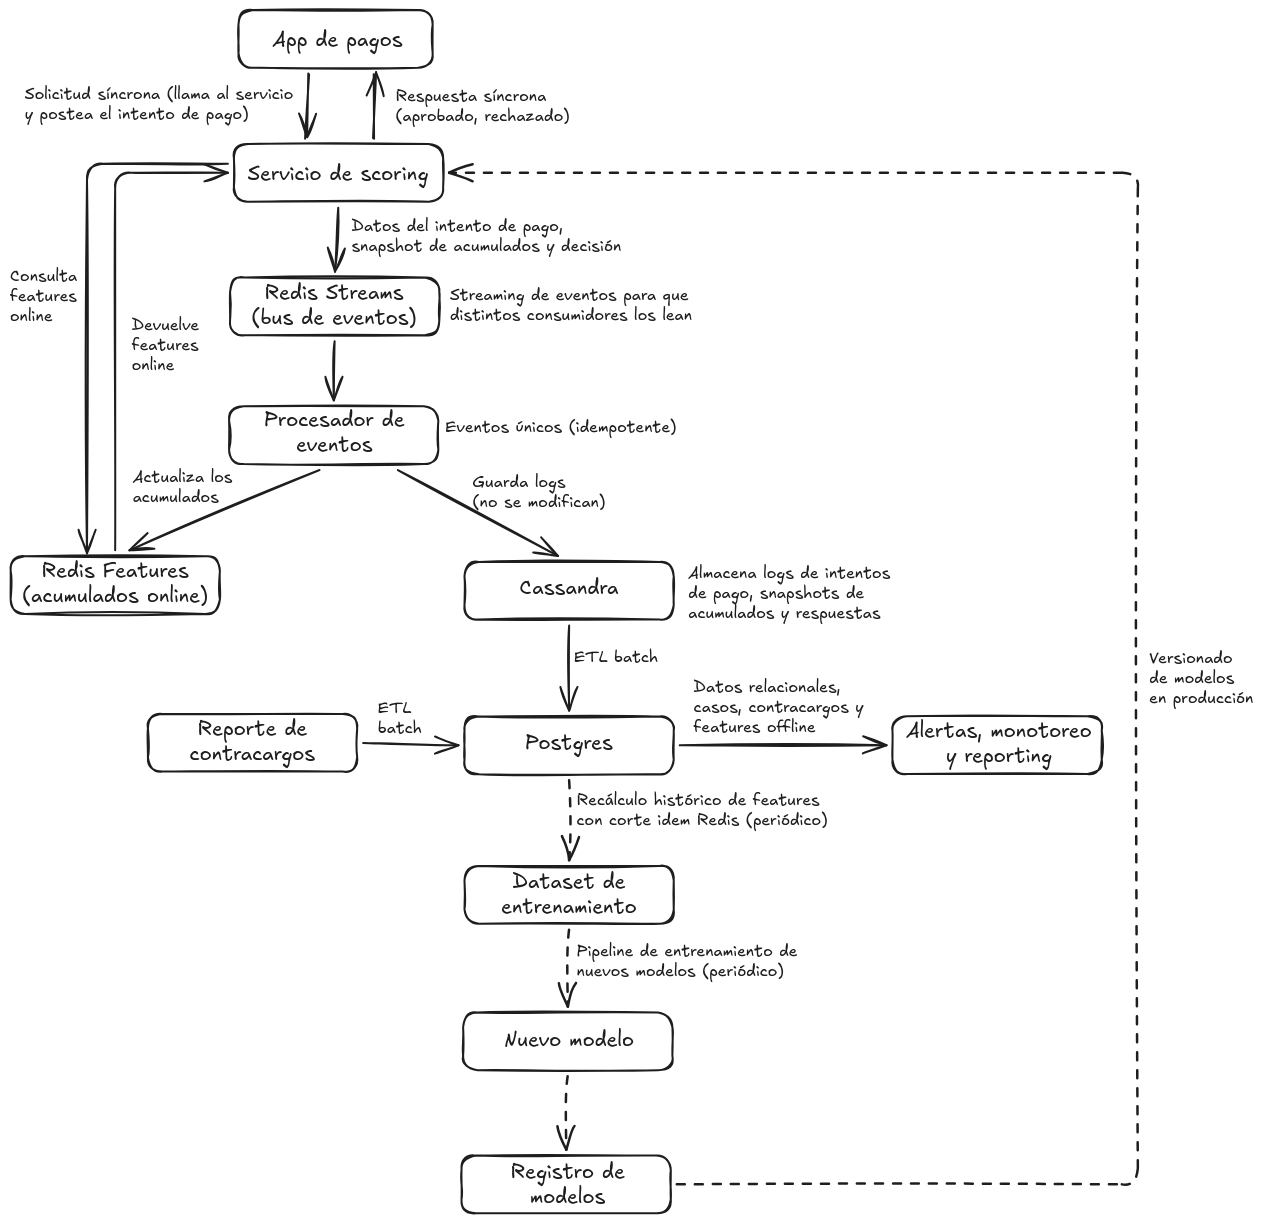 App de pagos
Solicitud síncrona (llama al servicio
y postea el intento de pago)
Respuesta síncrona
(aprobado, rechazado)
Servicio de scoring
Datos del intento de pago,
snapshot de acumulados y decisión
Consulta
features
online
Devuelve
features
online
Redis Streams
(bus de eventos)
Streaming de eventos para que
distintos consumidores los lean
Procesador de
eventos
Eventos únicos (idempotente)
Actualiza los
acumulados
Guarda logs
(no se modifican)
Redis Features
(acumulados online)
Cassandra
Almacena logs de intentos
de pago, snapshots de
acumulados y respuestas
ETL batch
Versionado
de modelos
en producción
Reporte de
contracargos
ETL
batch
Postgres
Datos relacionales,
casos, contracargos y
features offline
Alertas, monotoreo
y reporting
Recálculo histórico de features
con corte idem Redis (periódico)
Dataset de
entrenamiento
Pipeline de entrenamiento de
nuevos modelos (periódico)
Nuevo modelo
Registro de
modelos